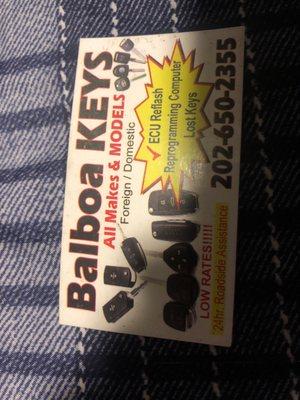 Balboa KEYS
All Makes & MODELS
Foreign / Domestic
✓ ECU Reflash
Reprogramming Computer
Lost Keys
202-650-2355
LOW RATES!!!!!
24hr. Roadside Assistance